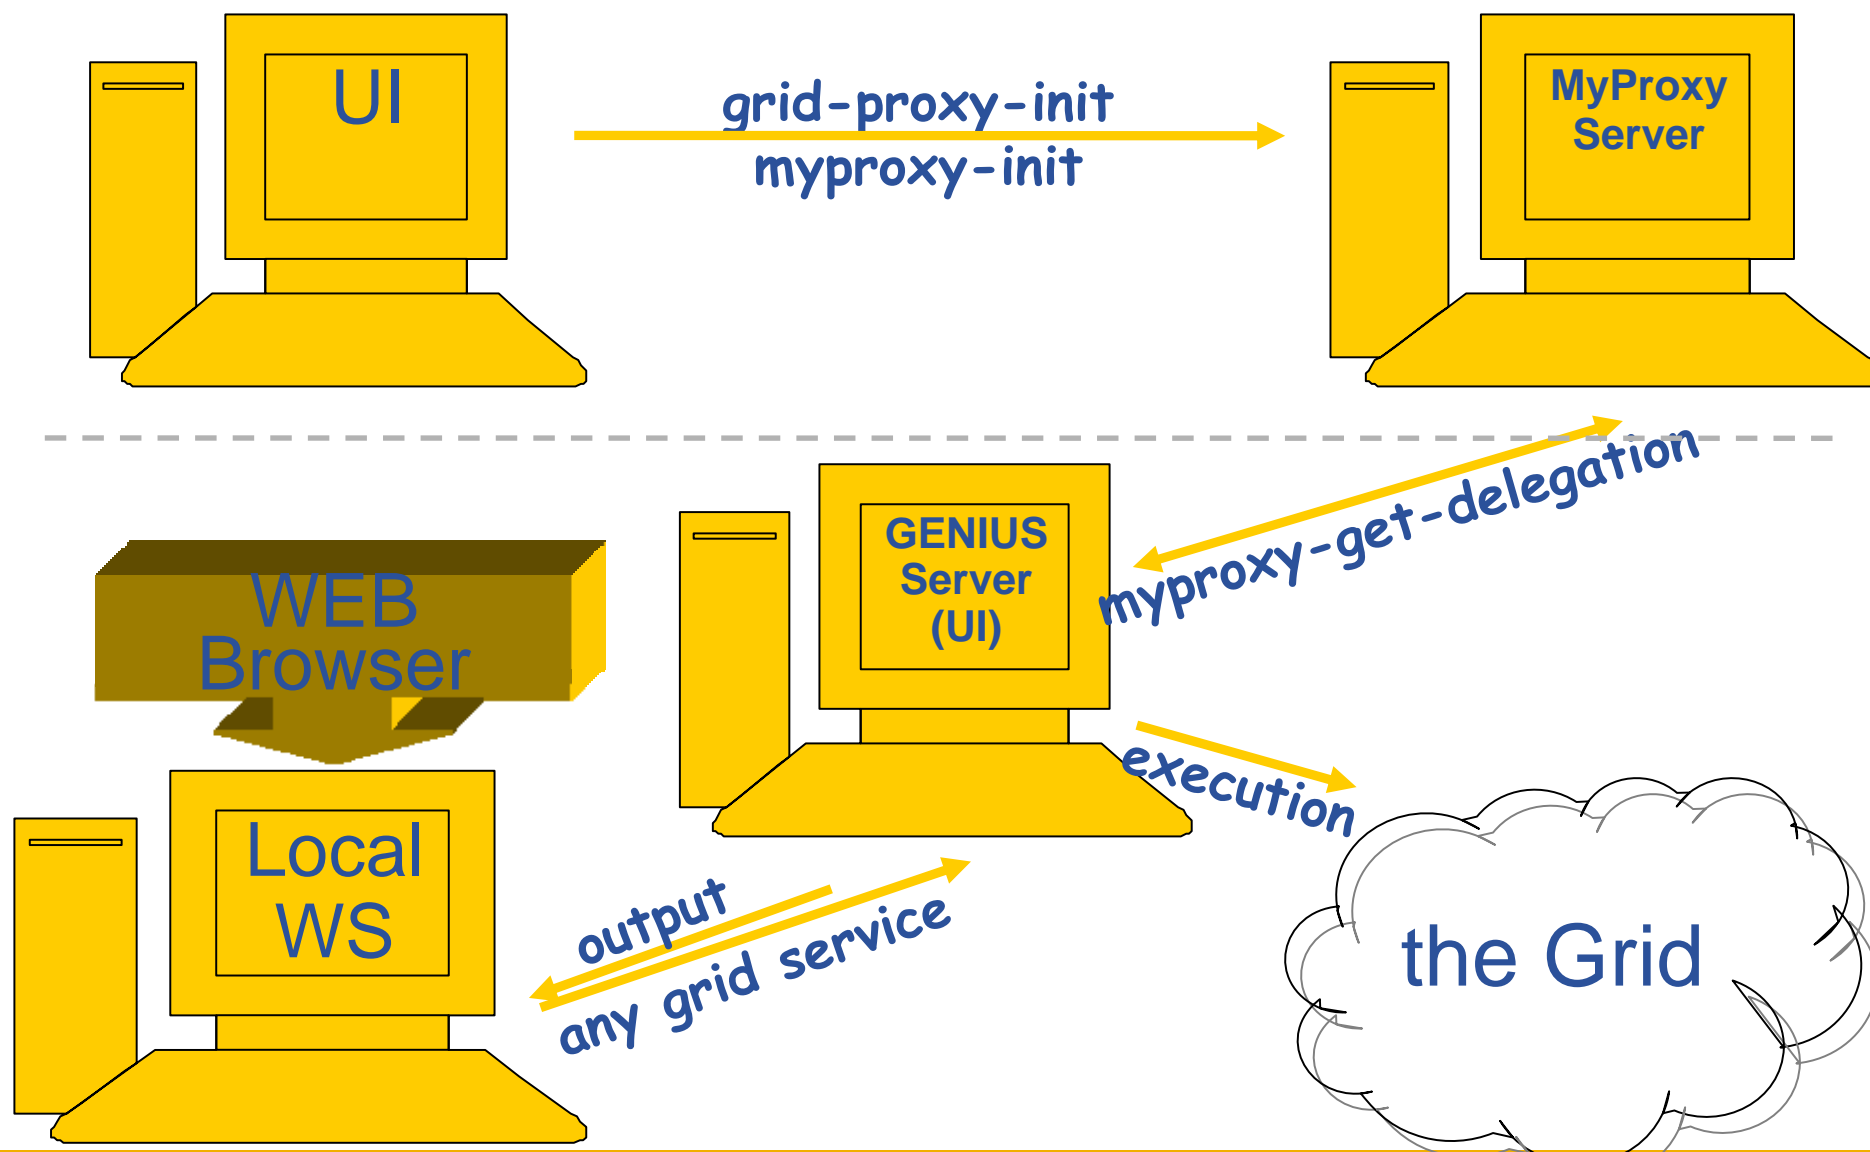 UI
grid-proxy-init
myproxy-init
MyProxy
Server
myproxy-get-delegation
GENIUS
Server
(UI)
WEB
Browser
execution
Local
WS
output
any grid service
the Grid